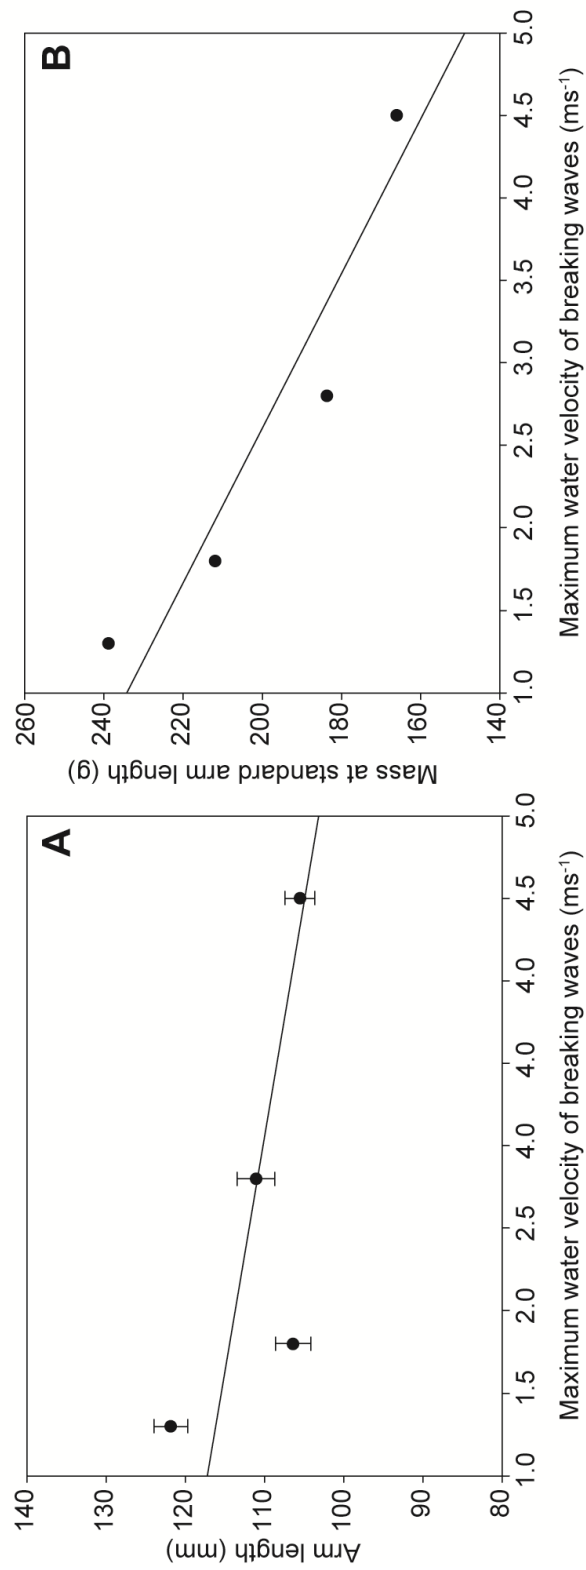 A
140
130
120
110
100
90
80
Arm length (mm)
1.0 1.5 2.0 2.5 4.0 4.0 4.0 4.5 5.0
Maximum water velocity of breaking waves (ms⁻¹)
B
260
240
220
200
180
160
140
Mass at standard arm length (g)
1.0 1.5 2.0 2.5 3.0 3.5 4.0 4.5 5.0
Maximum water velocity of breaking waves (ms⁻¹)